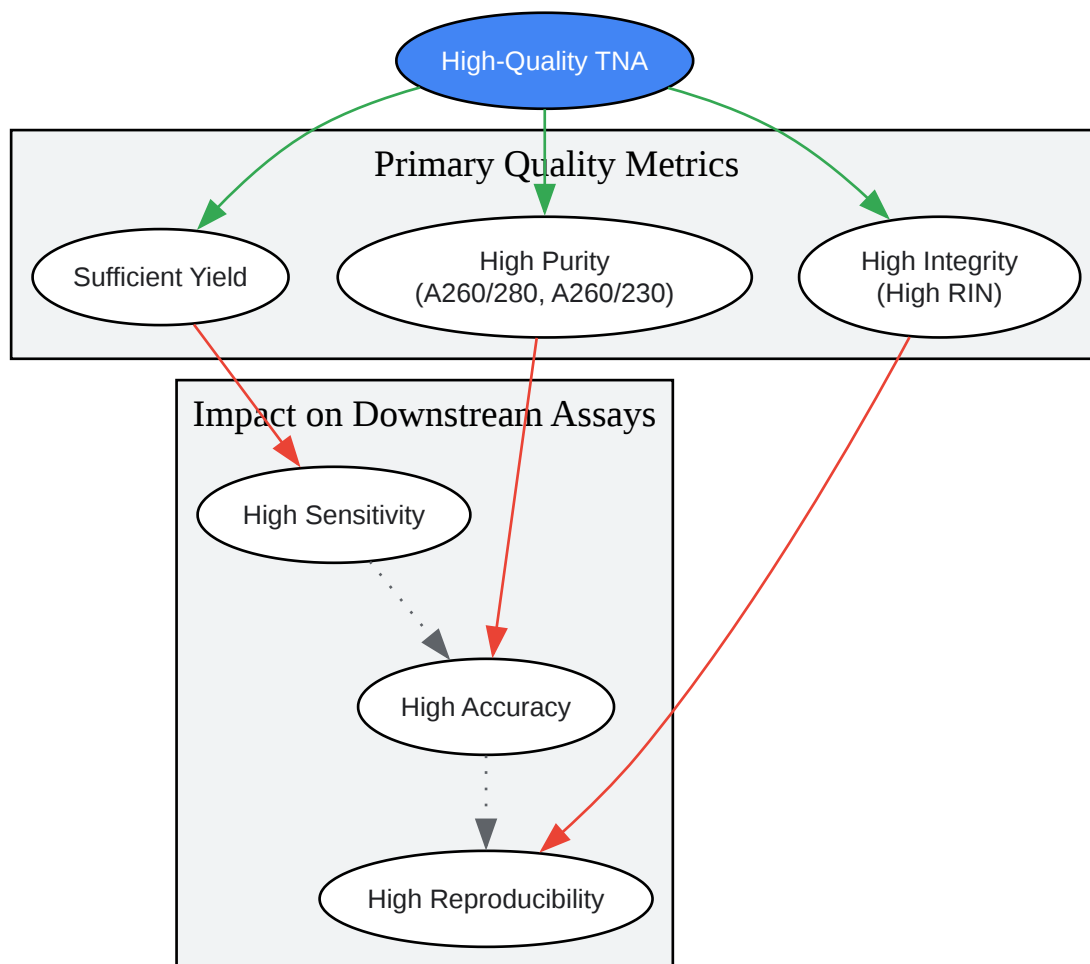 High-Quality TNA
Primary Quality Metrics
Sufficient Yield
High Purity
(A260/280, A260/230)
High Integrity
(High RIN)
Impact on Downstream Assays
High Sensitivity
High Accuracy
High Reproducibility